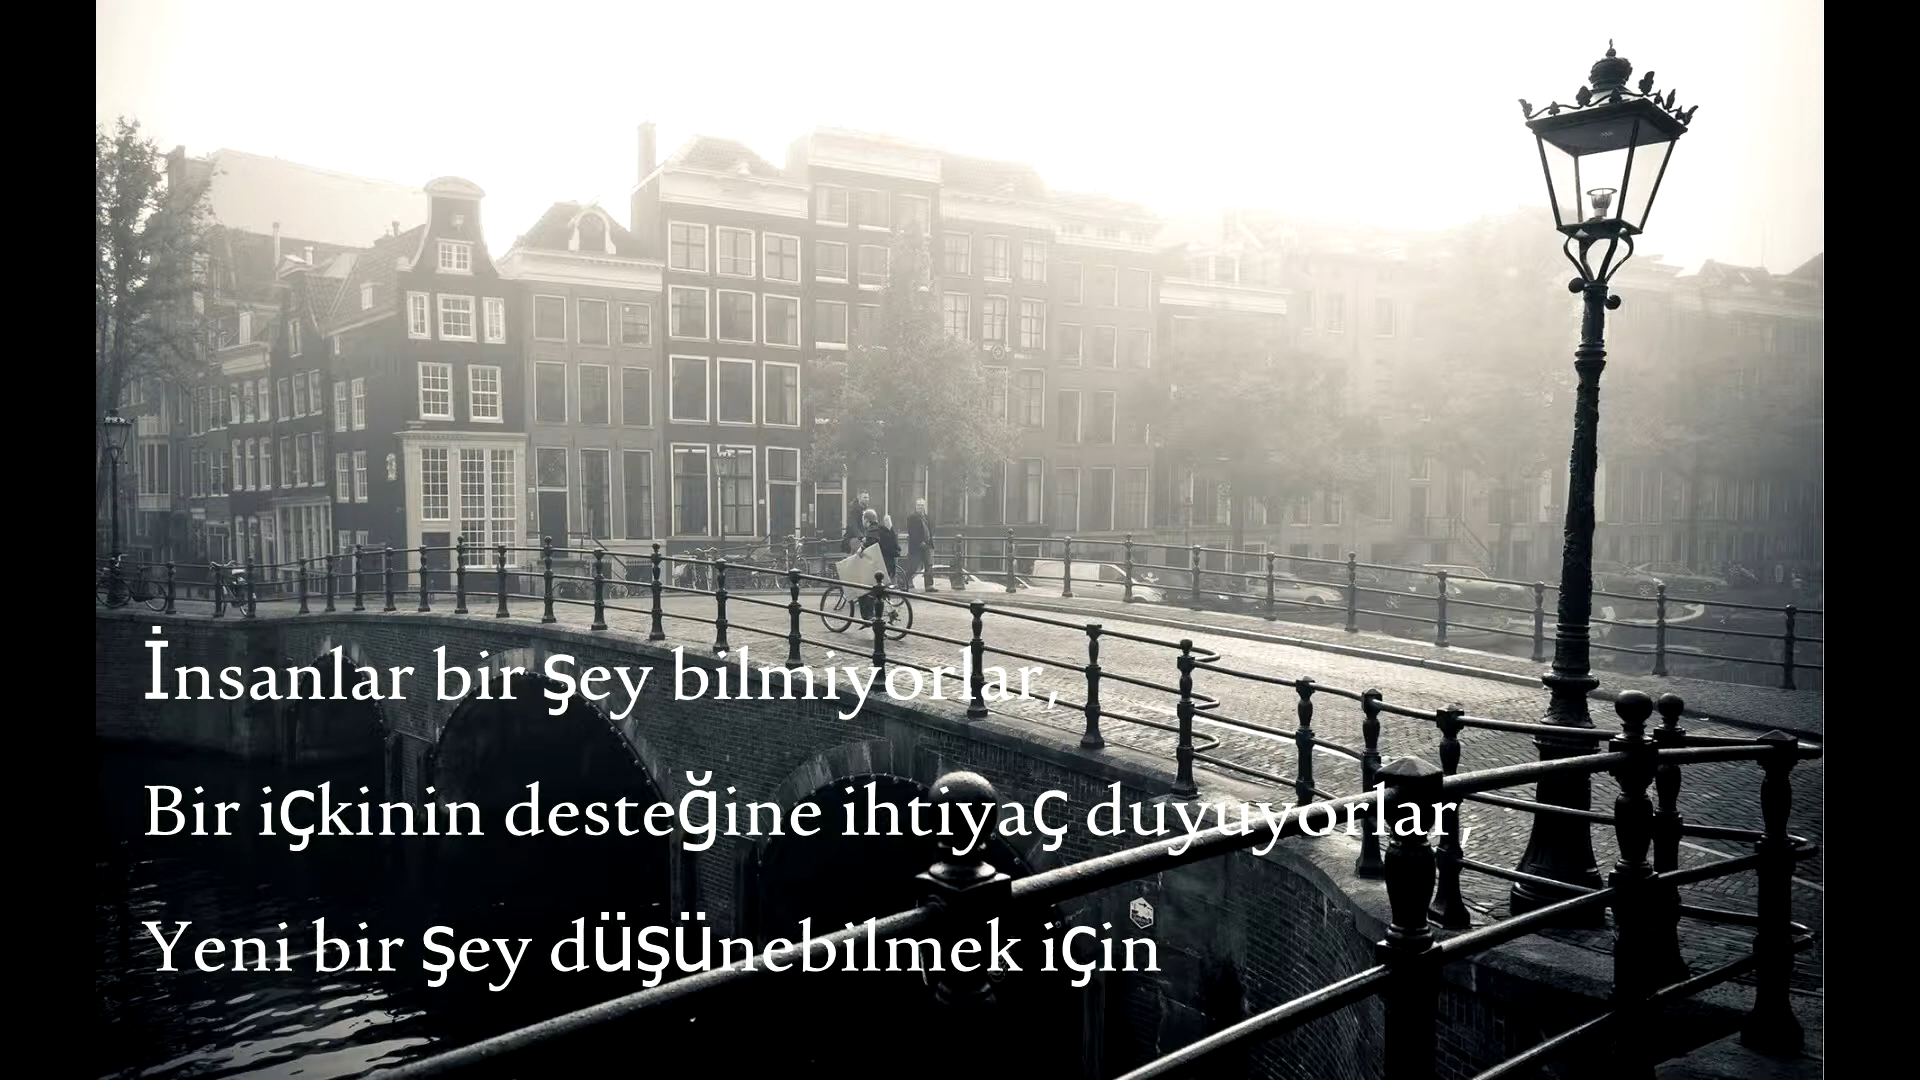 İnsanlar bir şey bilmiyorlar,
Bir içkinin desteğine ihtiyaç duyuyorlar,
Yeni bir şey düşünebilmek için